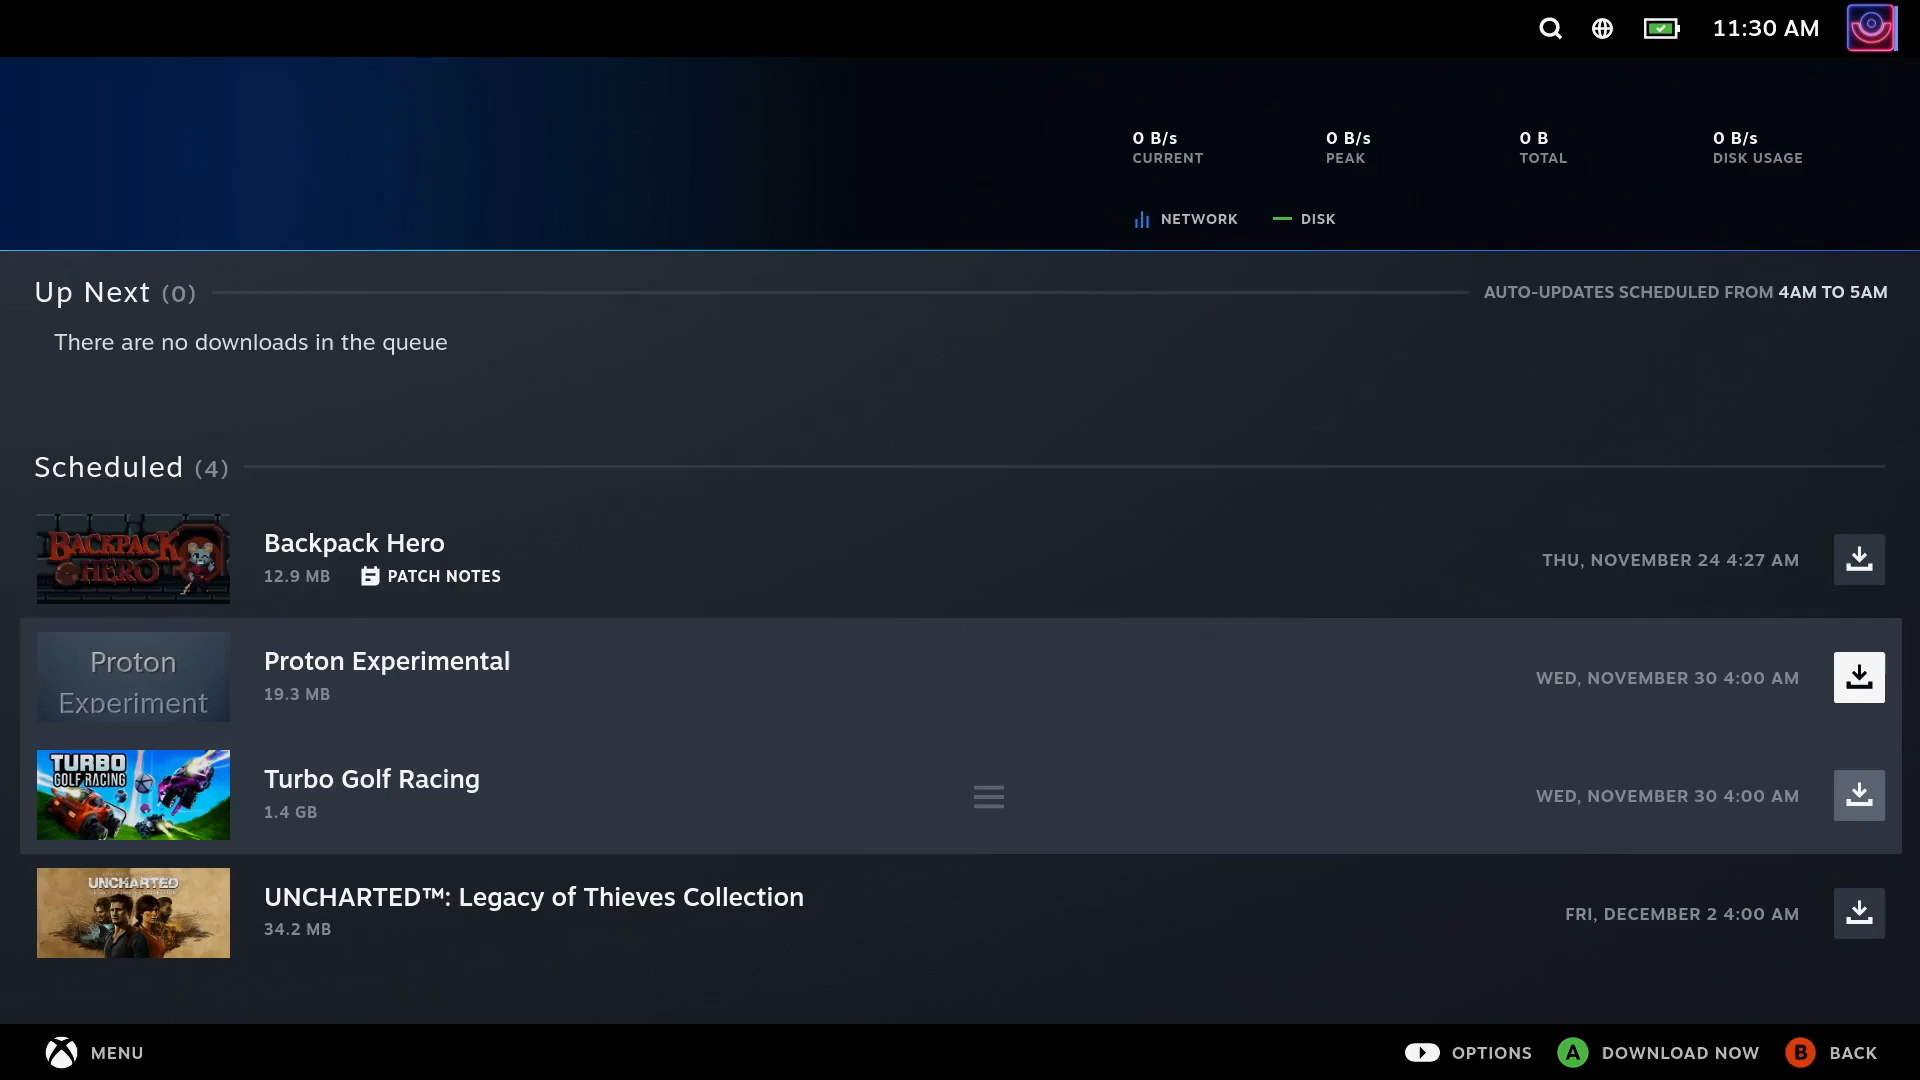 11:30 AM
0 B/s 0 B/s 0 B 0 B/s
CURRENT PEAK TOTAL DISK USAGE
NETWORK DISK
Up Next (0) AUTO-UPDATES SCHEDULED FROM 4AM TO 5AM
There are no downloads in the queue
Scheduled (4)
BACKPACK
HERO
Backpack Hero
12.9 MB PATCH NOTES
THU, NOVEMBER 24 4:27 AM
Proton
Experiment
Proton Experimental
19.3 MB
WED, NOVEMBER 30 4:00 AM
TURBO
GOLF RACING
Turbo Golf Racing
1.4 GB
WED, NOVEMBER 30 4:00 AM
UNCHARTED
UNCHARTED™: Legacy of Thieves Collection
34.2 MB
FRI, DECEMBER 2 4:00 AM
MENU OPTIONS A DOWNLOAD NOW B BACK